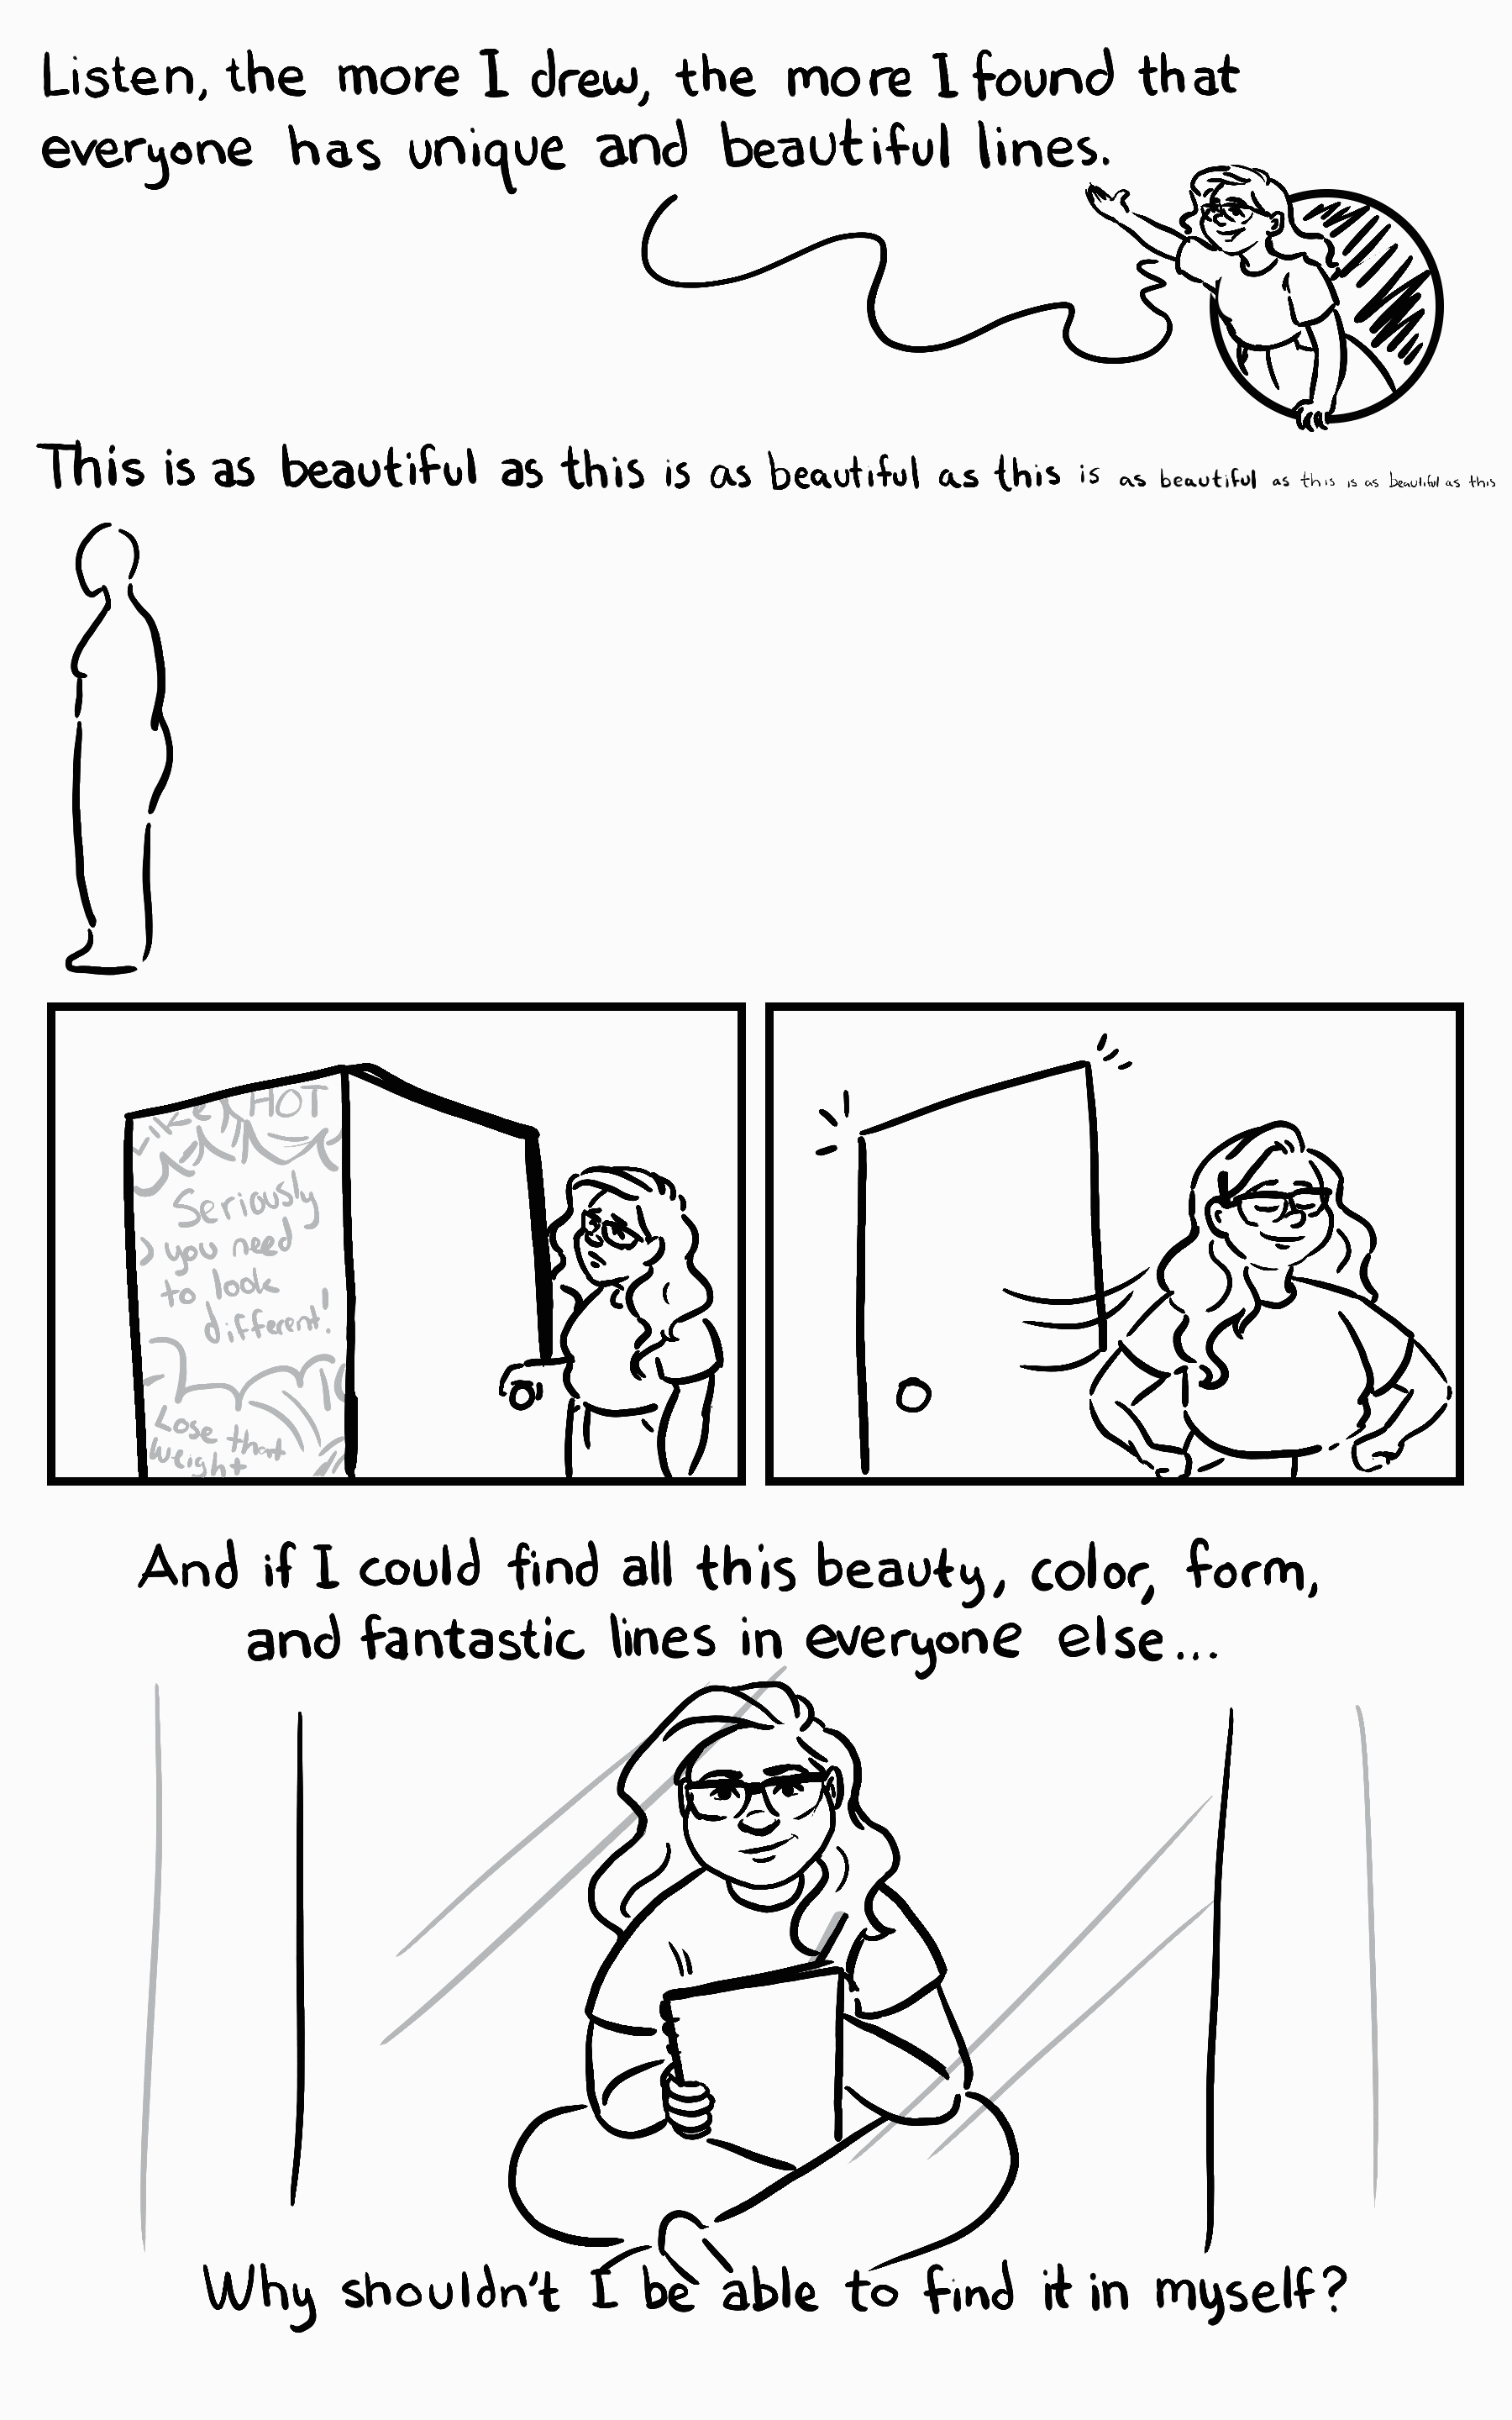 Listen, the more I drew, the more I found that
everyone has unique and beautiful lines.
This is as beautiful as this is as beautiful as this is as beautiful as this is as beautiful as this
HOT
Seriously
you need
to look
different!
Lose that
weight
And if I could find all this beauty, color, form,
and fantastic lines in everyone else...
Why shouldn't I be able to find it in myself?